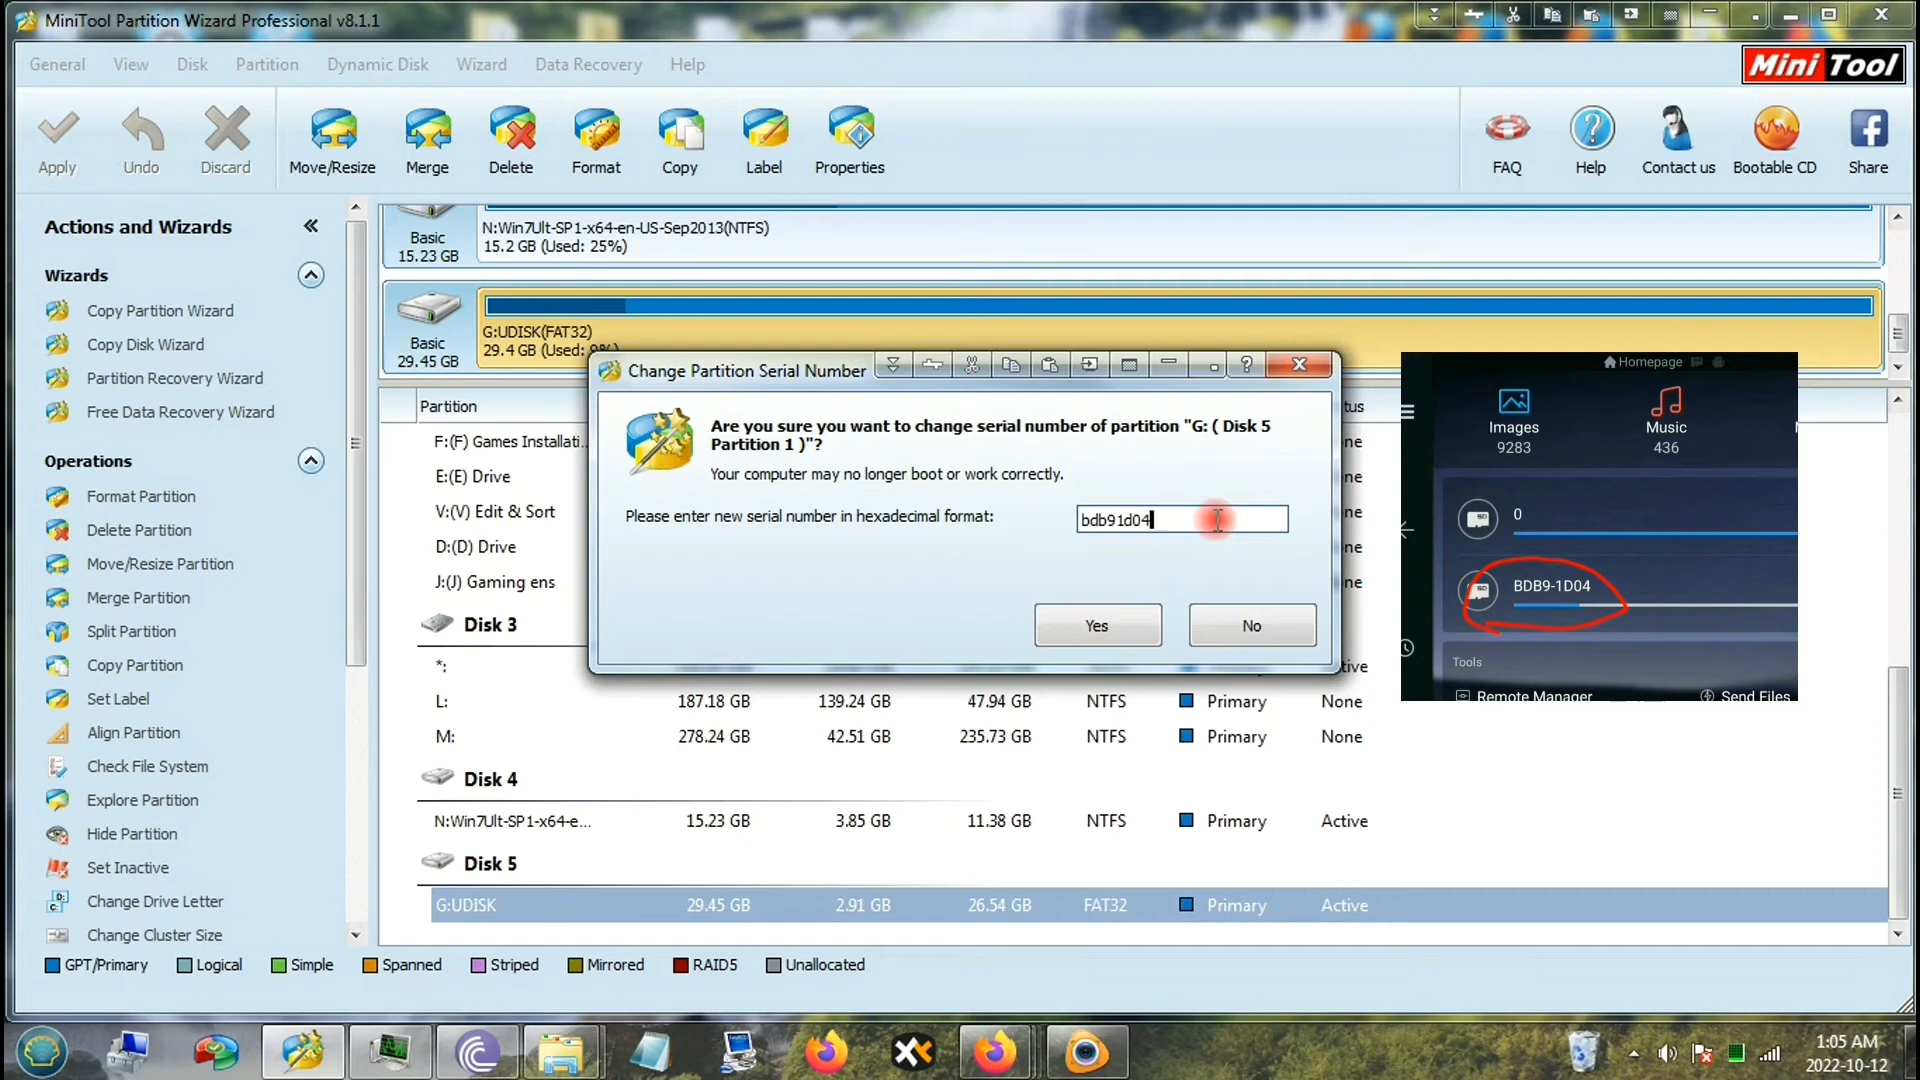 MiniTool Partition Wizard Professional v8.1.1
General View Disk Partition Dynamic Disk Wizard Data Recovery Help
Mini Tool
Apply Undo Discard Move/Resize Merge Delete Format Copy Label Properties FAQ Help Contact us Bootable CD Share
Actions and Wizards
Wizards
Copy Partition Wizard
Copy Disk Wizard
Partition Recovery Wizard
Free Data Recovery Wizard
Operations
Format Partition
Delete Partition
Move/Resize Partition
Merge Partition
Split Partition
Copy Partition
Set Label
Align Partition
Check File System
Explore Partition
Hide Partition
Set Inactive
Change Drive Letter
Change Cluster Size
Basic
15.23 GB
N:Win7Ult-SP1-x64-en-US-Sep2013(NTFS)
15.2 GB (Used: 25%)
Basic
29.45 GB
G:UDISK(FAT32)
29.4 GB (Used: 9%)
Partition
tus
F:(F) Games Installati...
ne
E:(E) Drive
ne
V:(V) Edit & Sort
ne
D:(D) Drive
ne
J:(J) Gaming ens
ne
Disk 3
*:
tive
L: 187.18 GB 139.24 GB 47.94 GB NTFS Primary None
M: 278.24 GB 42.51 GB 235.73 GB NTFS Primary None
Disk 4
N:Win7Ult-SP1-x64-e... 15.23 GB 3.85 GB 11.38 GB NTFS Primary Active
Disk 5
G:UDISK 29.45 GB 2.91 GB 26.54 GB FAT32 Primary Active
Change Partition Serial Number
Are you sure you want to change serial number of partition "G: ( Disk 5
Partition 1 )"?
Your computer may no longer boot or work correctly.
Please enter new serial number in hexadecimal format: bdb91d04
Yes No
Homepage
Images Music
9283 436
0
BDB9-1D04
Tools
Remote Manager Send Files
GPT/Primary Logical Simple Spanned Striped Mirrored RAID5 Unallocated
1:05 AM
2022-10-12